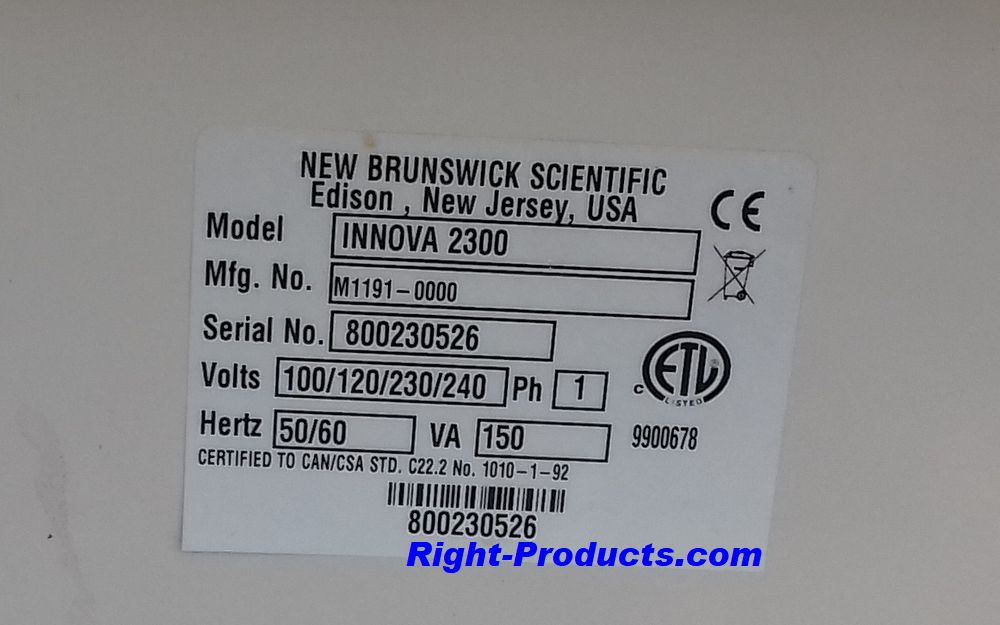 NEW BRUNSWICK SCIENTIFIC
Edison , New Jersey, USA
CE
Model INNOVA 2300
Mfg. No. M1191-0000
Serial No. 800230526
Volts 100/120/230/240 Ph 1
c ETL LISTED
Hertz 50/60 VA 150 9900678
CERTIFIED TO CAN/CSA STD. C22.2 No. 1010-1-92
800230526
Right-Products.com